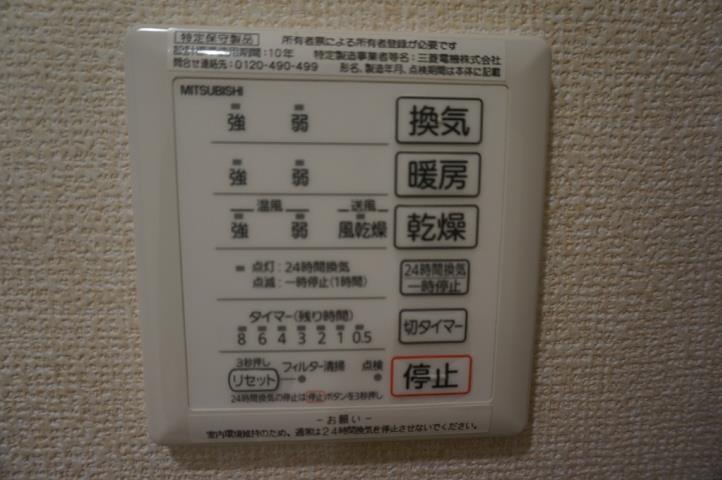 特定保守製品 所有者票による所有者登録が必要です
設計標準使用期間:10年 特定製造事業者等名:三菱電機株式会社
問合せ連絡先:0120-490-499 形名、製造年月、点検期間は本体に記載
MITSUBISHI
強 弱 換気
強 弱 暖房
温風 送風
強 弱 風乾燥 乾燥
点灯:24時間換気 24時間換気
点滅:一時停止(1時間) 一時停止
タイマー(残り時間) 切タイマー
8 6 4 3 2 1 0.5
3秒押し フィルター清掃 点検
リセット 停止
24時間換気の停止は停止ボタンを3秒押し
-お願い-
室内環境維持のため、通常は24時間換気を停止させないでください。